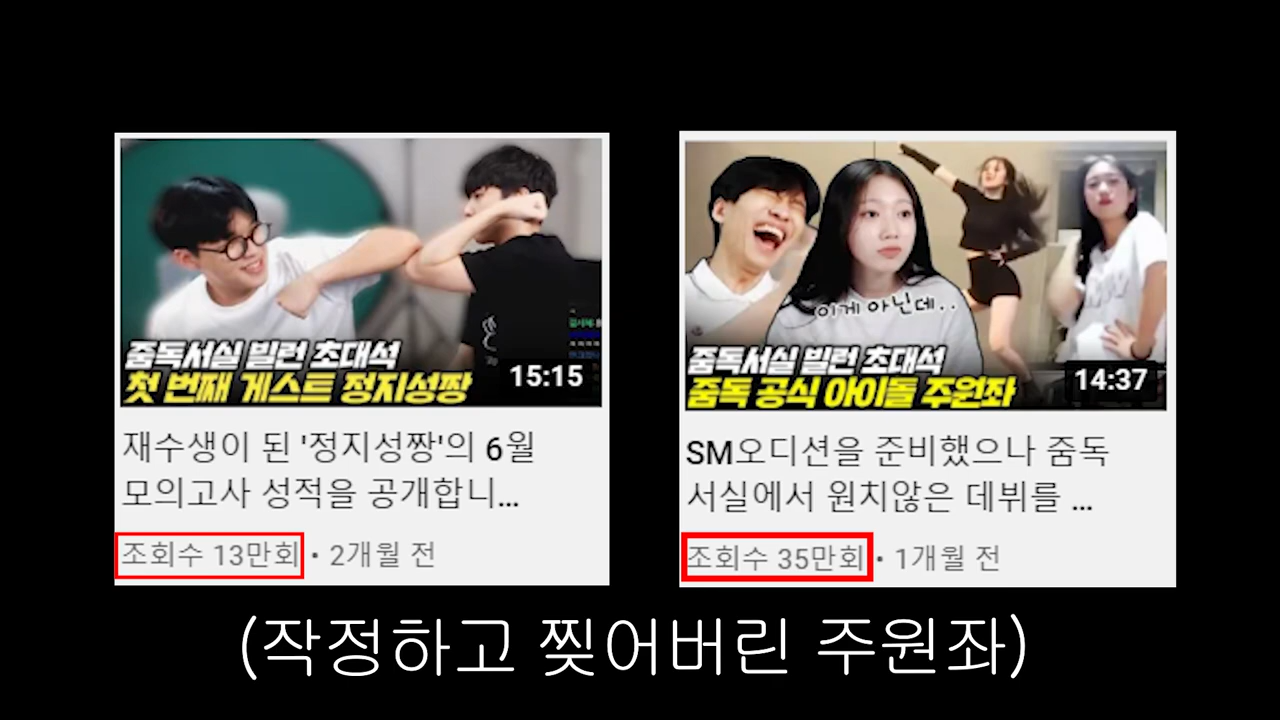 줌독서실 빌런 초대석
첫 번째 게스트 정지성짱
15:15
재수생이 된 '정지성짱'의 6월
모의고사 성적을 공개합니...
조회수 13만회 • 2개월 전
이게 아닌데..
줌독서실 빌런 초대석
줌독 공식 아이돌 주원좌
14:37
SM오디션을 준비했으나 줌독
서실에서 원치않은 데뷔를 ...
조회수 35만회 • 1개월 전
(작정하고 찢어버린 주원좌)